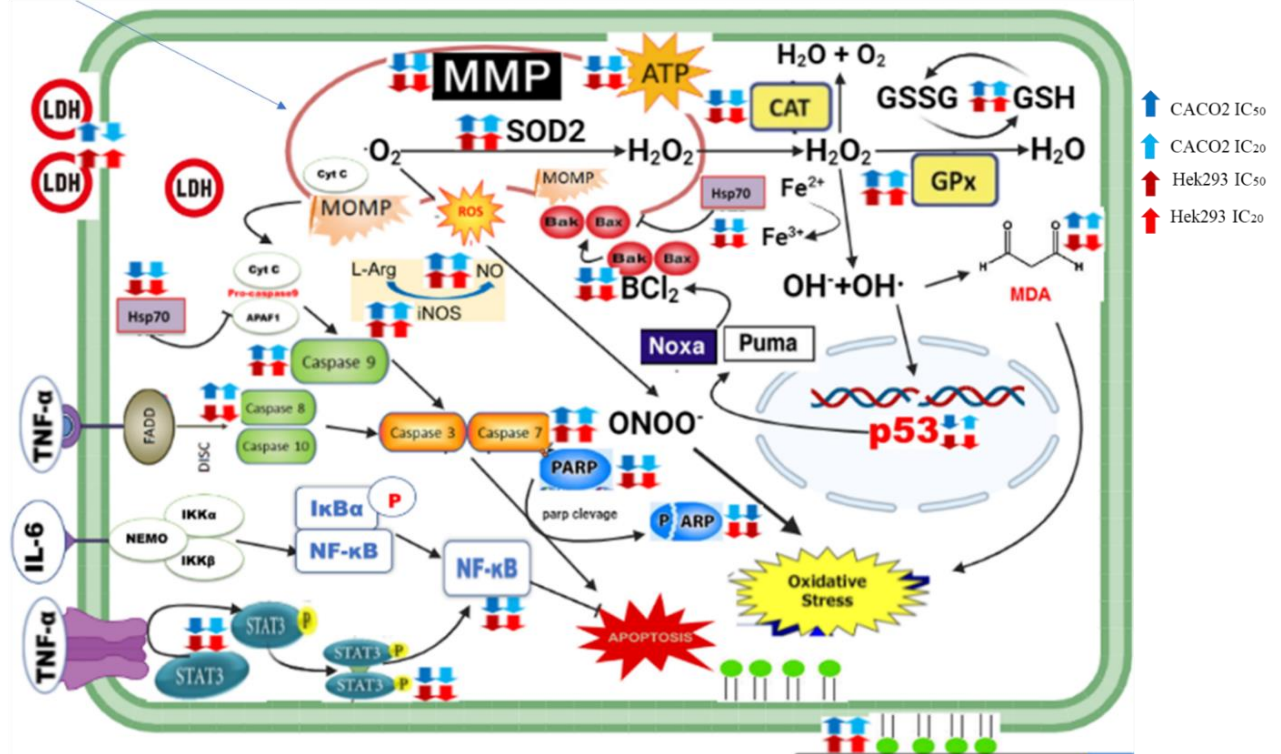 LDH
LDH
LDH
MMP
ATP
H₂O + O₂
CAT
GSSG
GSH
·O₂
SOD2
H₂O₂
H₂O₂
H₂O
GPx
Cyt C
MOMP
ROS
MOMP
Bak
Bax
Hsp70
Fe²⁺
Fe³⁺
Bak
Bax
BCl₂
Cyt C
Pro-caspase9
APAF1
Hsp70
L-Arg
NO
iNOS
OH⁻+OH·
O
O
H
H
MDA
Noxa
Puma
Caspase 9
TNF-α
FADD
DISC
Caspase 8
Caspase 10
Caspase 3
Caspase 7
ONOO⁻
p53
PARP
parp clevage
P ARP
IL-6
NEMO
IKKα
IKKβ
IκBα
P
NF-κB
NF-κB
Oxidative
Stress
APOPTOSIS
TNF-α
STAT3
P
STAT3
STAT3
P
STAT3
P
CACO2 IC₅₀
CACO2 IC₂₀
Hek293 IC₅₀
Hek293 IC₂₀